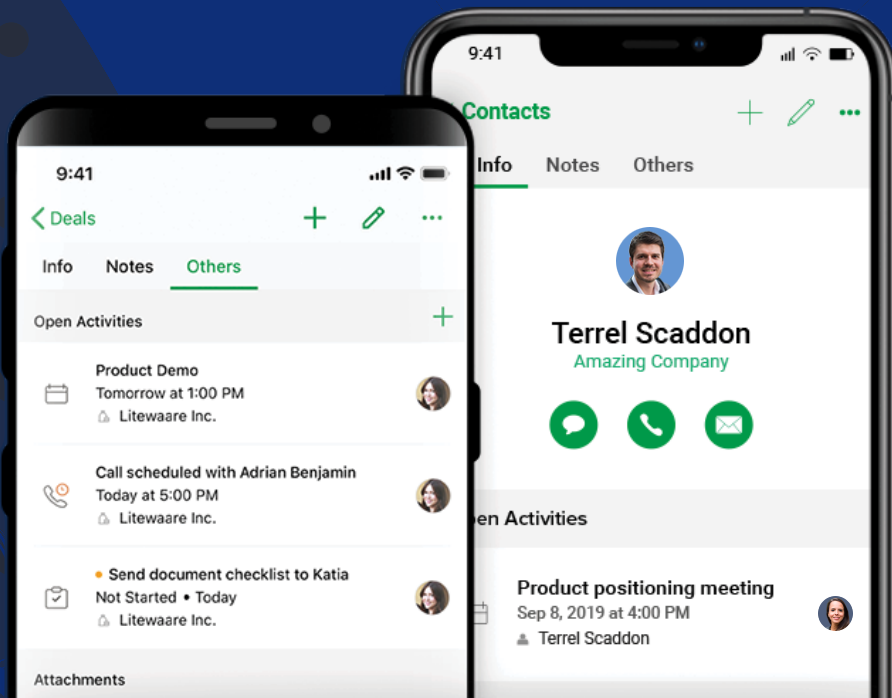 9:41
Deals
Info Notes Others
Open Activities
Product Demo
Tomorrow at 1:00 PM
Litewaare Inc.
Call scheduled with Adrian Benjamin
Today at 5:00 PM
Litewaare Inc.
Send document checklist to Katia
Not Started • Today
Litewaare Inc.
Attachments
9:41
Contacts
Info Notes Others
Terrel Scaddon
Amazing Company
en Activities
Product positioning meeting
Sep 8, 2019 at 4:00 PM
Terrel Scaddon